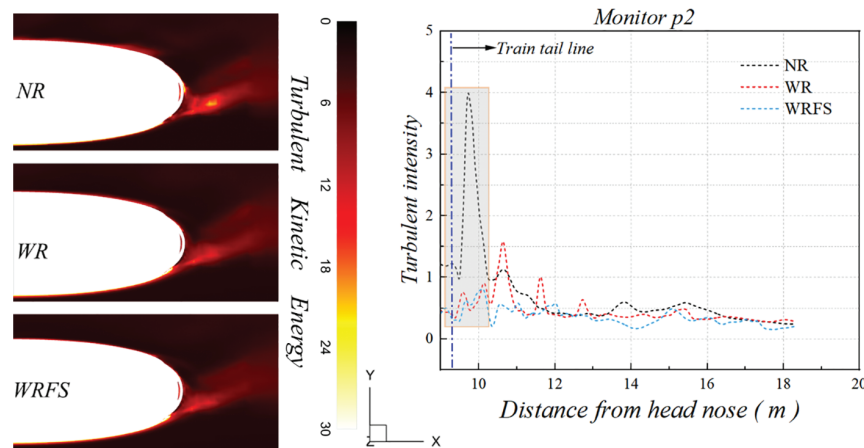 NR
WR
WRFS
0
6
12
18
24
30
Turbulent Kinetic Energy
Y
Z
X
Monitor p2
Train tail line
NR
WR
WRFS
Turbulent intensity
5
4
3
2
1
0
10
12
14
16
18
20
Distance from head nose ( m )